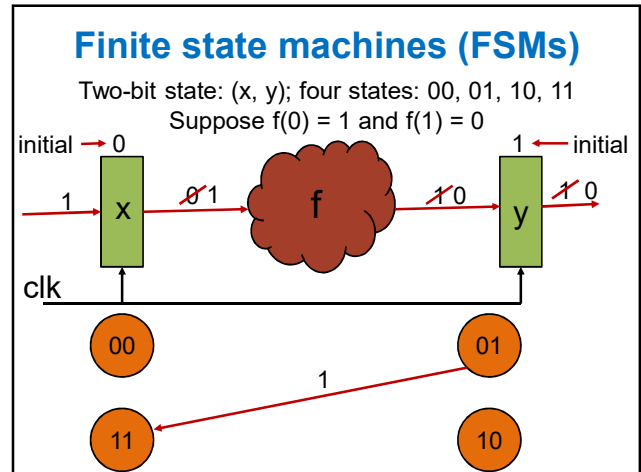 Finite state machines (FSMs)
Two-bit state: (x, y); four states: 00, 01, 10, 11
Suppose f(0) = 1 and f(1) = 0
initial 0 1 initial
1 x 0 1 f 1 0 y 1 0
clk
00 01
1
11 10